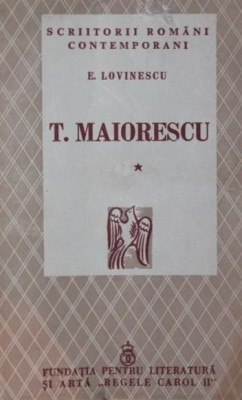 SCRIITORII ROMÂNI
CONTEMPORANI
E. LOVINESCU
T. MAIORESCU
FUNDAȚIA PENTRU LITERATURĂ
ȘI ARTĂ „REGELE CAROL II"